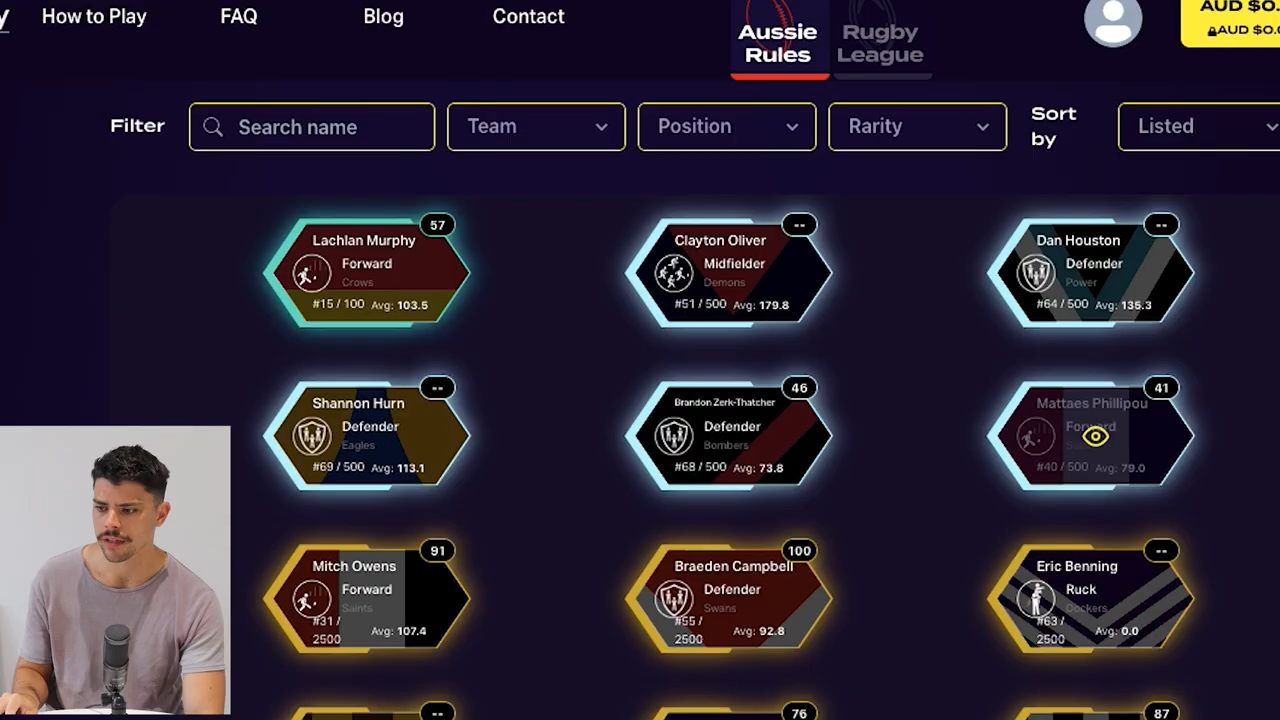 y
How to Play
FAQ
Blog
Contact
Aussie
Rules
Rugby
League
AUD $0.
AUD $0.0
Filter
Search name
Team
Position
Rarity
Sort
by
Listed
57
Lachlan Murphy
Forward
Crows
#15 / 100 Avg: 103.5
--
Clayton Oliver
Midfielder
Demons
#51 / 500 Avg: 179.8
--
Dan Houston
Defender
Power
#64 / 500 Avg: 135.3
--
Shannon Hurn
Defender
Eagles
#69 / 500 Avg: 113.1
46
Brandon Zerk-Thatcher
Defender
Bombers
#68 / 500 Avg: 73.8
41
Mattaes Phillipou
Forward
#40 / 500 Avg: 79.0
91
Mitch Owens
Forward
Saints
#31 /
2500
Avg: 107.4
100
Braeden Campbell
Defender
Swans
#55 /
2500
Avg: 92.8
--
Eric Benning
Ruck
Dockers
#63 /
2500
Avg: 0.0
--
76
87